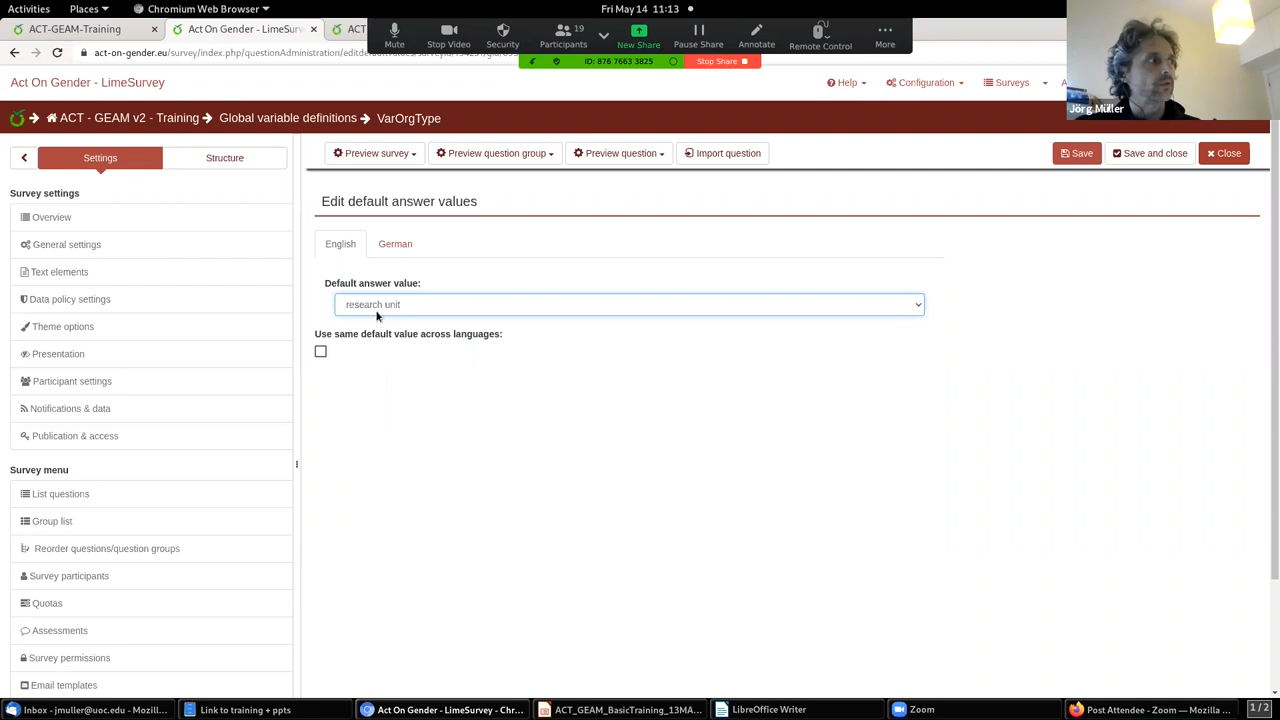 Activities Places Chromium Web Browser Fri May 14 11:13
ACT-GEAM-Training × Act On Gender - LimeSurv × ACT
Mute Stop Video Security Participants 19 New Share Pause Share Annotate Remote Control More
act-on-gender.eu/survey/index.php/questionAdministration/editdef
ID: 876 7663 3825 Stop Share
Jörg Müller
Act On Gender - LimeSurvey Help Configuration Surveys
ACT - GEAM v2 - Training Global variable definitions VarOrgType
Settings Structure Preview survey Preview question group Preview question Import question Save Save and close Close
Survey settings
Overview
General settings
Text elements
Data policy settings
Theme options
Presentation
Participant settings
Notifications & data
Publication & access
Survey menu
List questions
Group list
Reorder questions/question groups
Survey participants
Quotas
Assessments
Survey permissions
Email templates
Edit default answer values
English German
Default answer value:
research unit
Use same default value across languages:
Inbox - jmuller@uoc.edu - Mozill... Link to training + ppts Act On Gender - LimeSurvey - Chr... ACT_GEAM_BasicTraining_13MA... LibreOffice Writer Zoom Post Attendee - Zoom — Mozilla ... 1 / 2